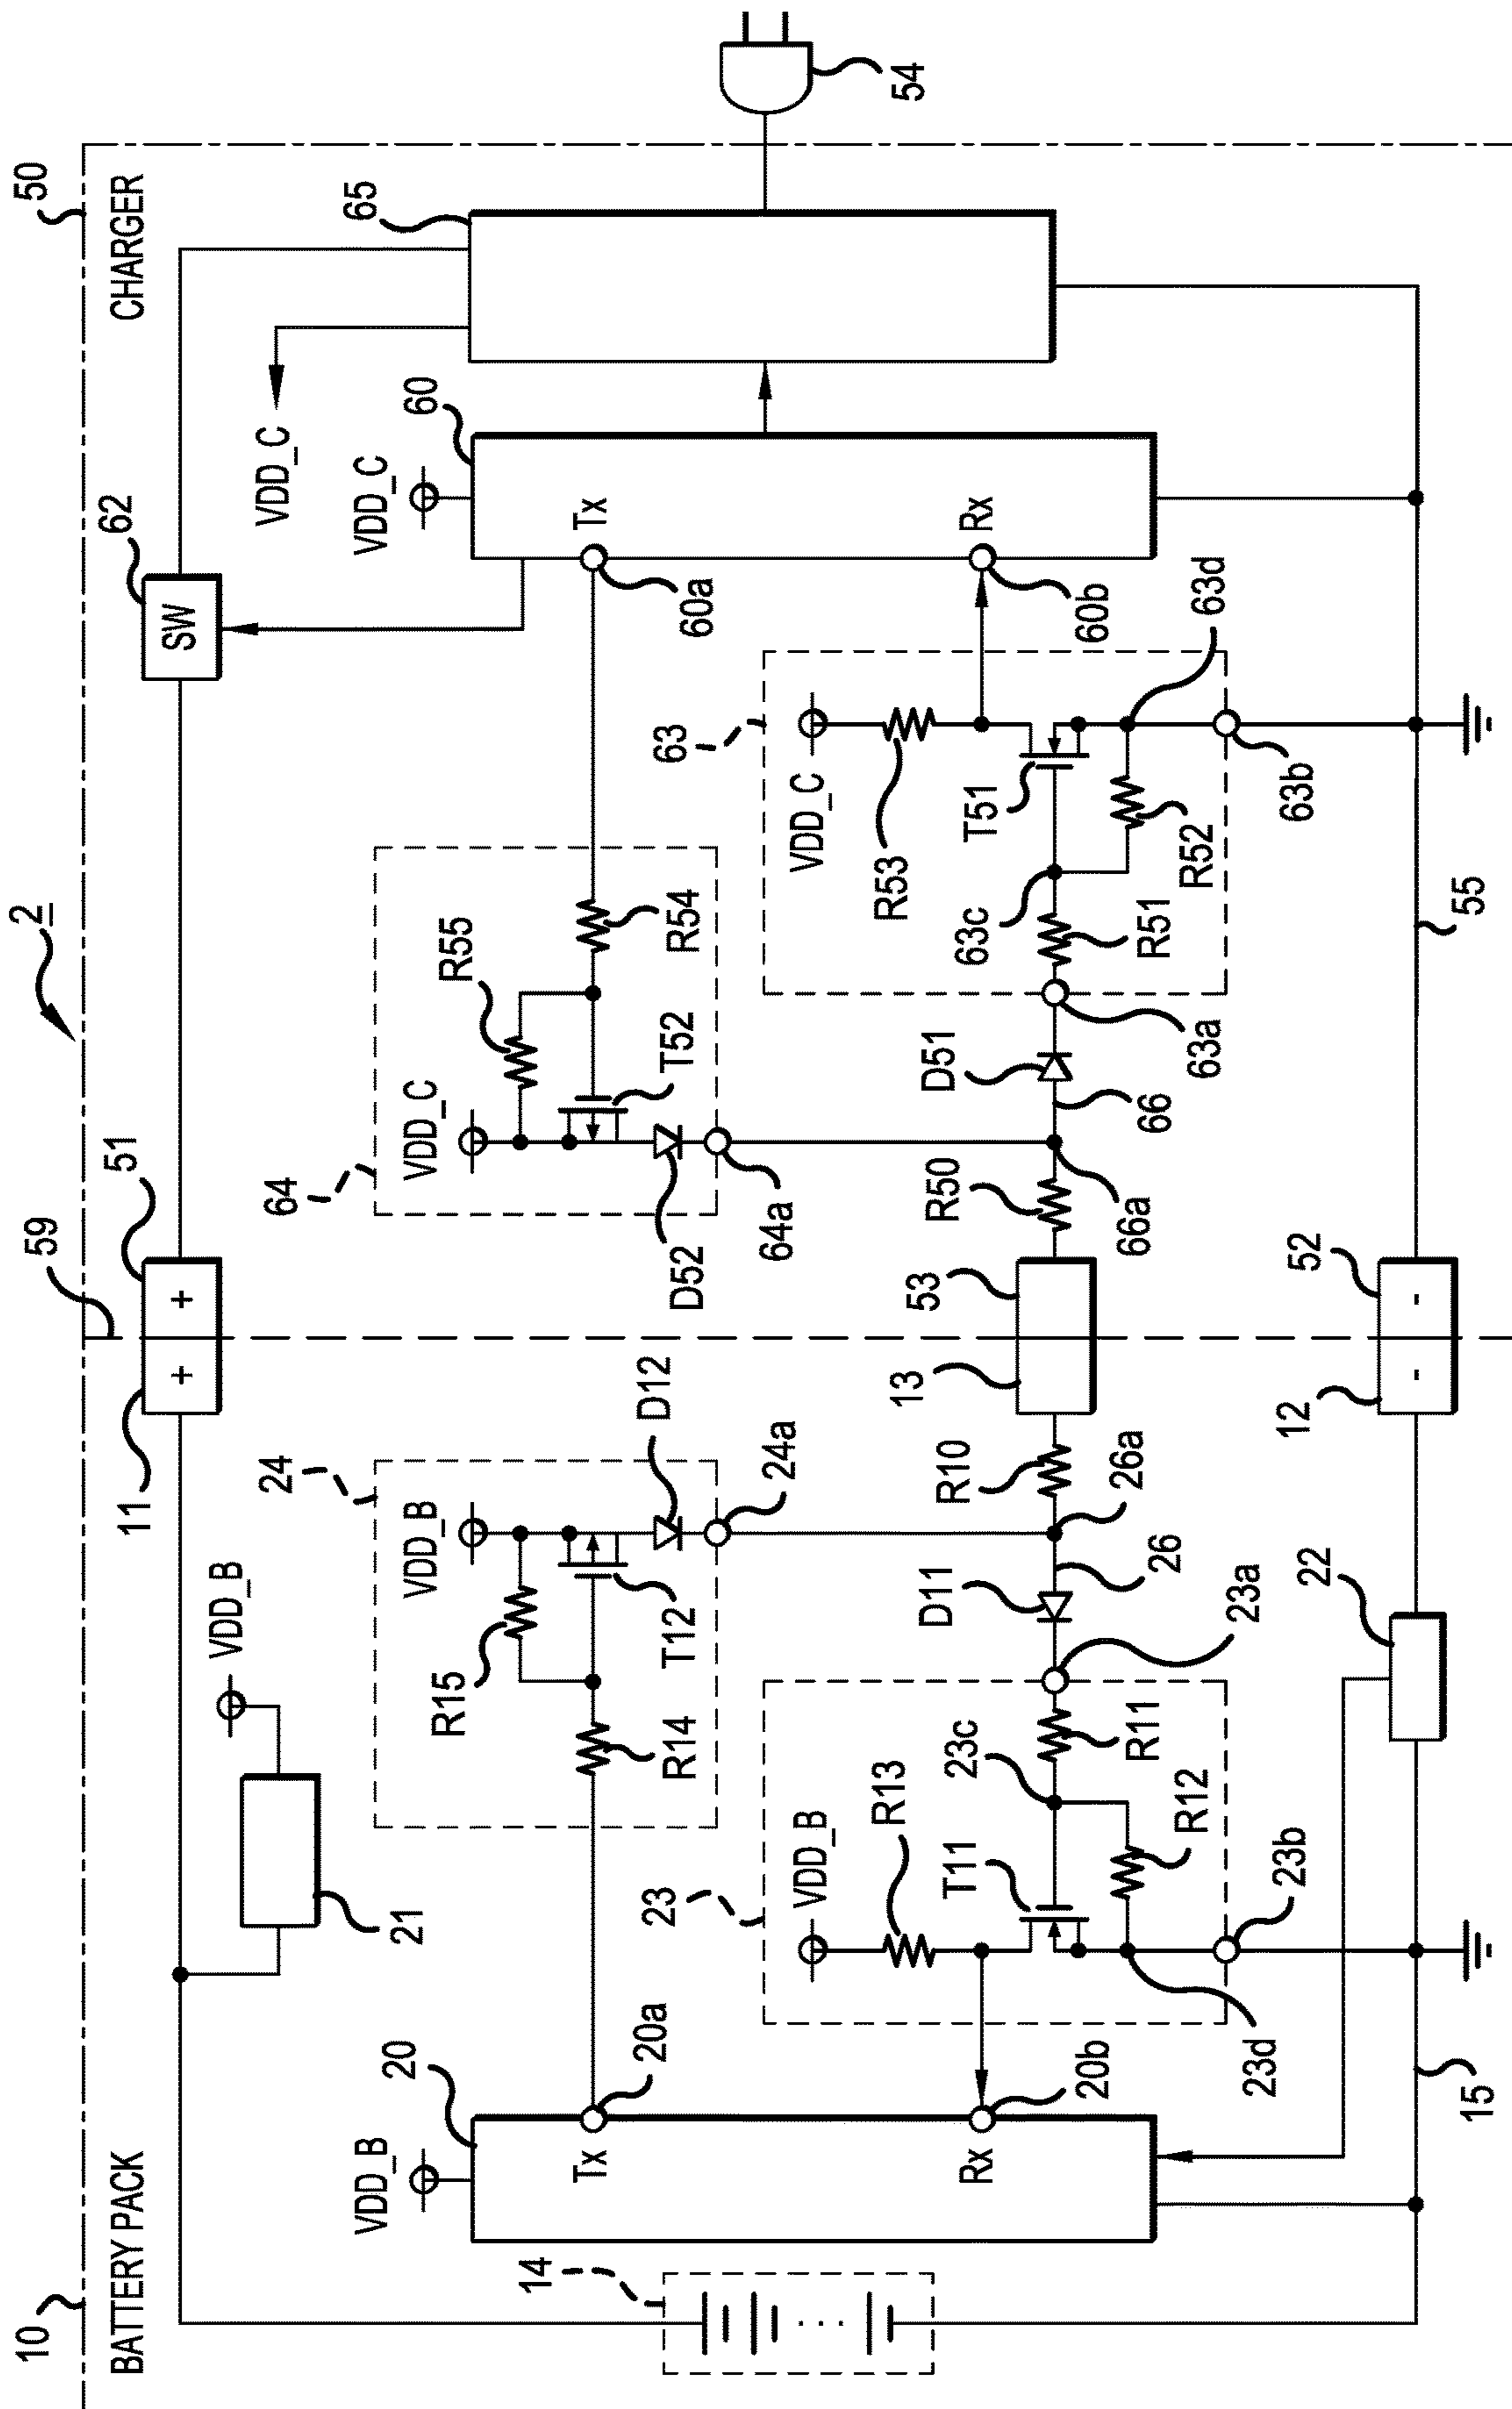 10
2
50
59
BATTERY PACK
CHARGER
11
51
62
+
+
SW
VDD_B
21
VDD_C
24
64
65
VDD_B
20
VDD_B
VDD_C
VDD_C
60
R15
R55
14
Tx
20a
R14
T12
D12
D52
T52
R54
Tx
60a
23
63
24a
64a
VDD_B
R13
VDD_C
R53
54
13
53
D11
R10
R50
D51
T11
23c
63c
T51
Rx
20b
Rx
60b
R11
26
26a
66a
66
R51
R12
23a
63a
R52
63d
23d
23b
63b
22
12
52
-
-
15
55